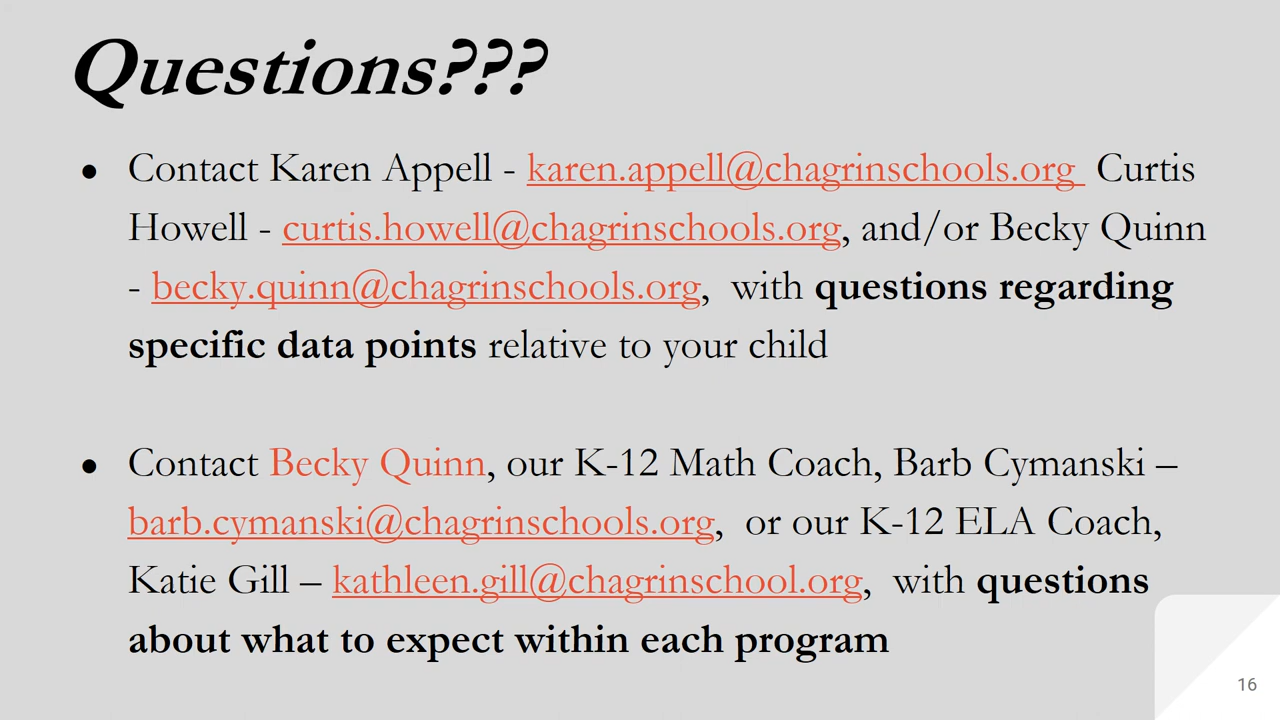 Questions???
● Contact Karen Appell - karen.appell@chagrinschools.org Curtis
Howell - curtis.howell@chagrinschools.org, and/or Becky Quinn
- becky.quinn@chagrinschools.org, with questions regarding
specific data points relative to your child
● Contact Becky Quinn, our K-12 Math Coach, Barb Cymanski –
barb.cymanski@chagrinschools.org, or our K-12 ELA Coach,
Katie Gill – kathleen.gill@chagrinschool.org, with questions
about what to expect within each program
16